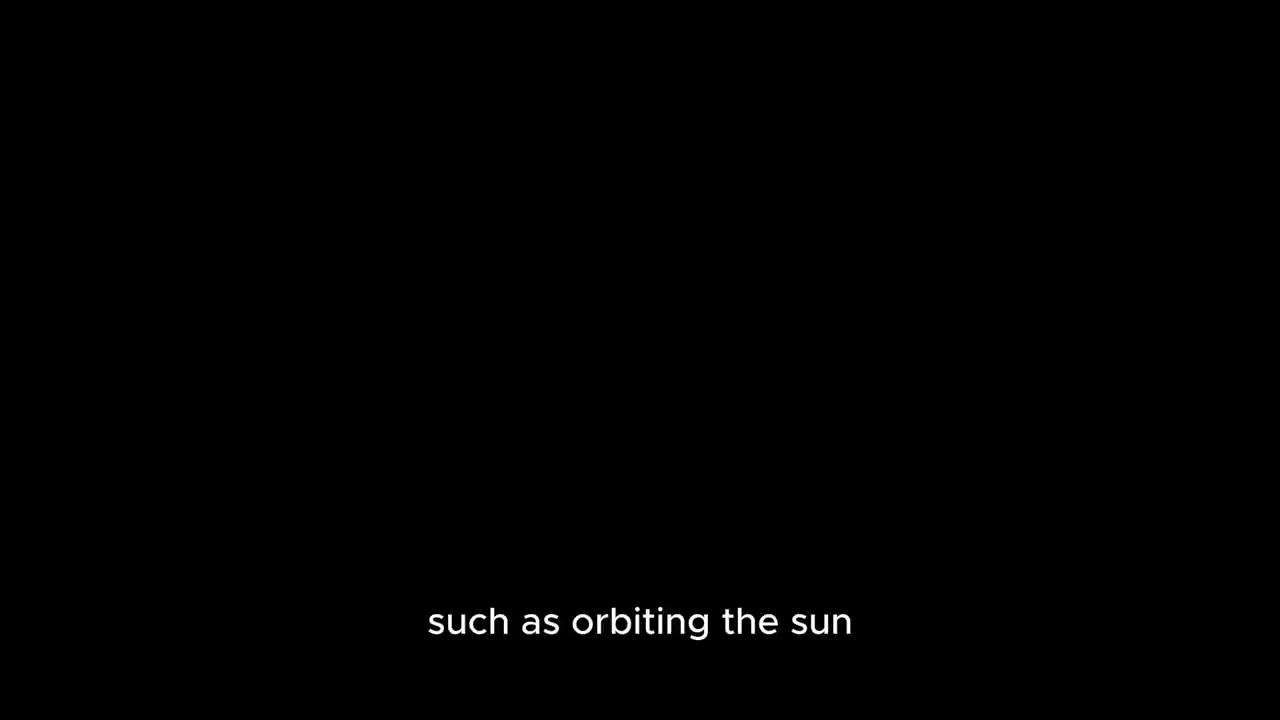 such as orbiting the sun